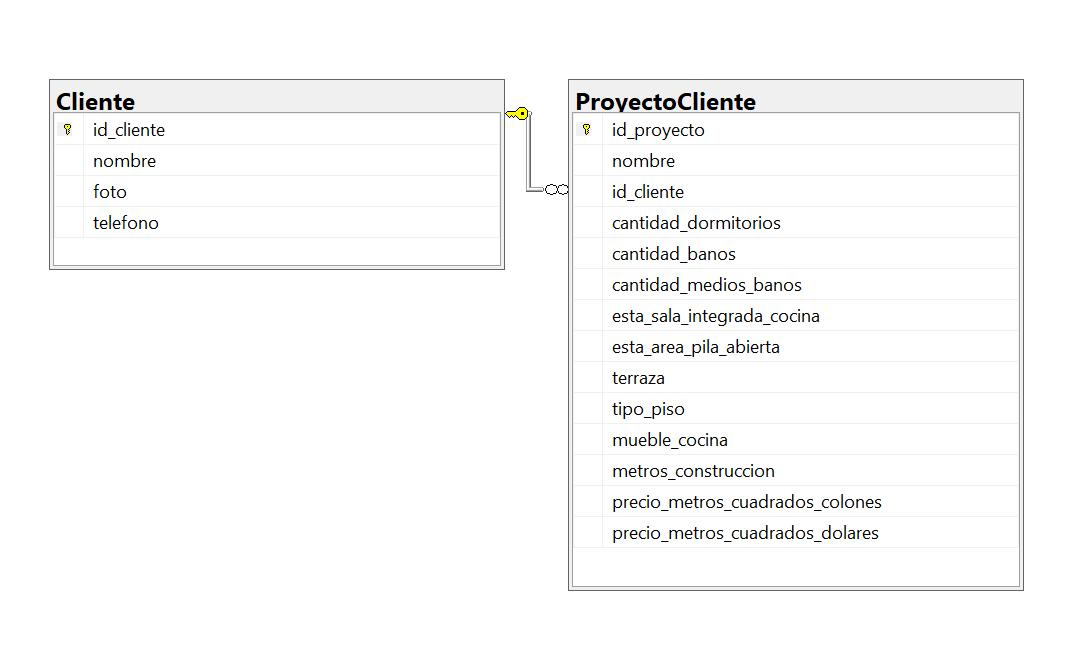 Cliente
id_cliente
nombre
foto
telefono
ProyectoCliente
id_proyecto
nombre
id_cliente
cantidad_dormitorios
cantidad_banos
cantidad_medios_banos
esta_sala_integrada_cocina
esta_area_pila_abierta
terraza
tipo_piso
mueble_cocina
metros_construccion
precio_metros_cuadrados_colones
precio_metros_cuadrados_dolares